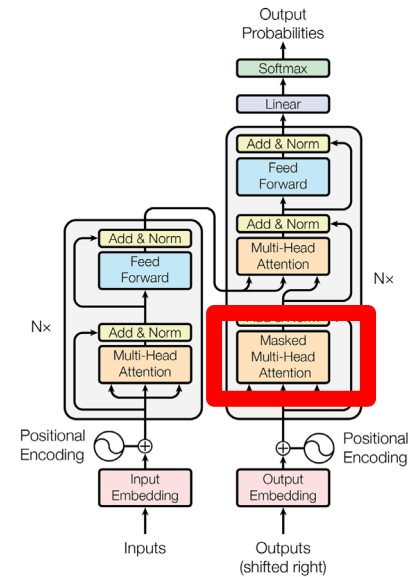 Output
Probabilities
Softmax
Linear
Add & Norm
Feed
Forward
Add & Norm
Multi-Head
Attention
Add & Norm
Feed
Forward
N×
N×
Add & Norm
Multi-Head
Attention
Masked
Multi-Head
Attention
Positional
Encoding
Positional
Encoding
Input
Embedding
Output
Embedding
Inputs
Outputs
(shifted right)